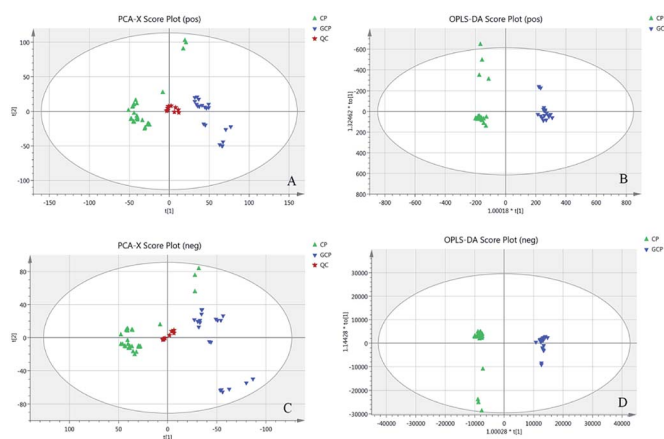 PCA-X Score Plot (pos)
CP
GCP
QC
100
50
0
-50
-100
-150
-100
-50
0
50
100
150
t[2]
t[1]
A
OPLS-DA Score Plot (pos)
CP
GCP
-600
-400
-200
0
200
400
600
800
-800
-600
-400
-200
0
200
400
600
800
1.32462 * to[1]
1.00018 * t[1]
B
PCA-X Score Plot (neg)
CP
GCP
QC
80
40
0
-40
-80
100
50
0
-50
-100
t[2]
t[1]
C
OPLS-DA Score Plot (neg)
CP
GCP
30000
20000
10000
5000
0
-5000
-10000
-20000
-30000
-40000
-30000
-20000
-10000
0
10000
20000
30000
40000
1.14428 * to[1]
1.00028 * t[1]
D